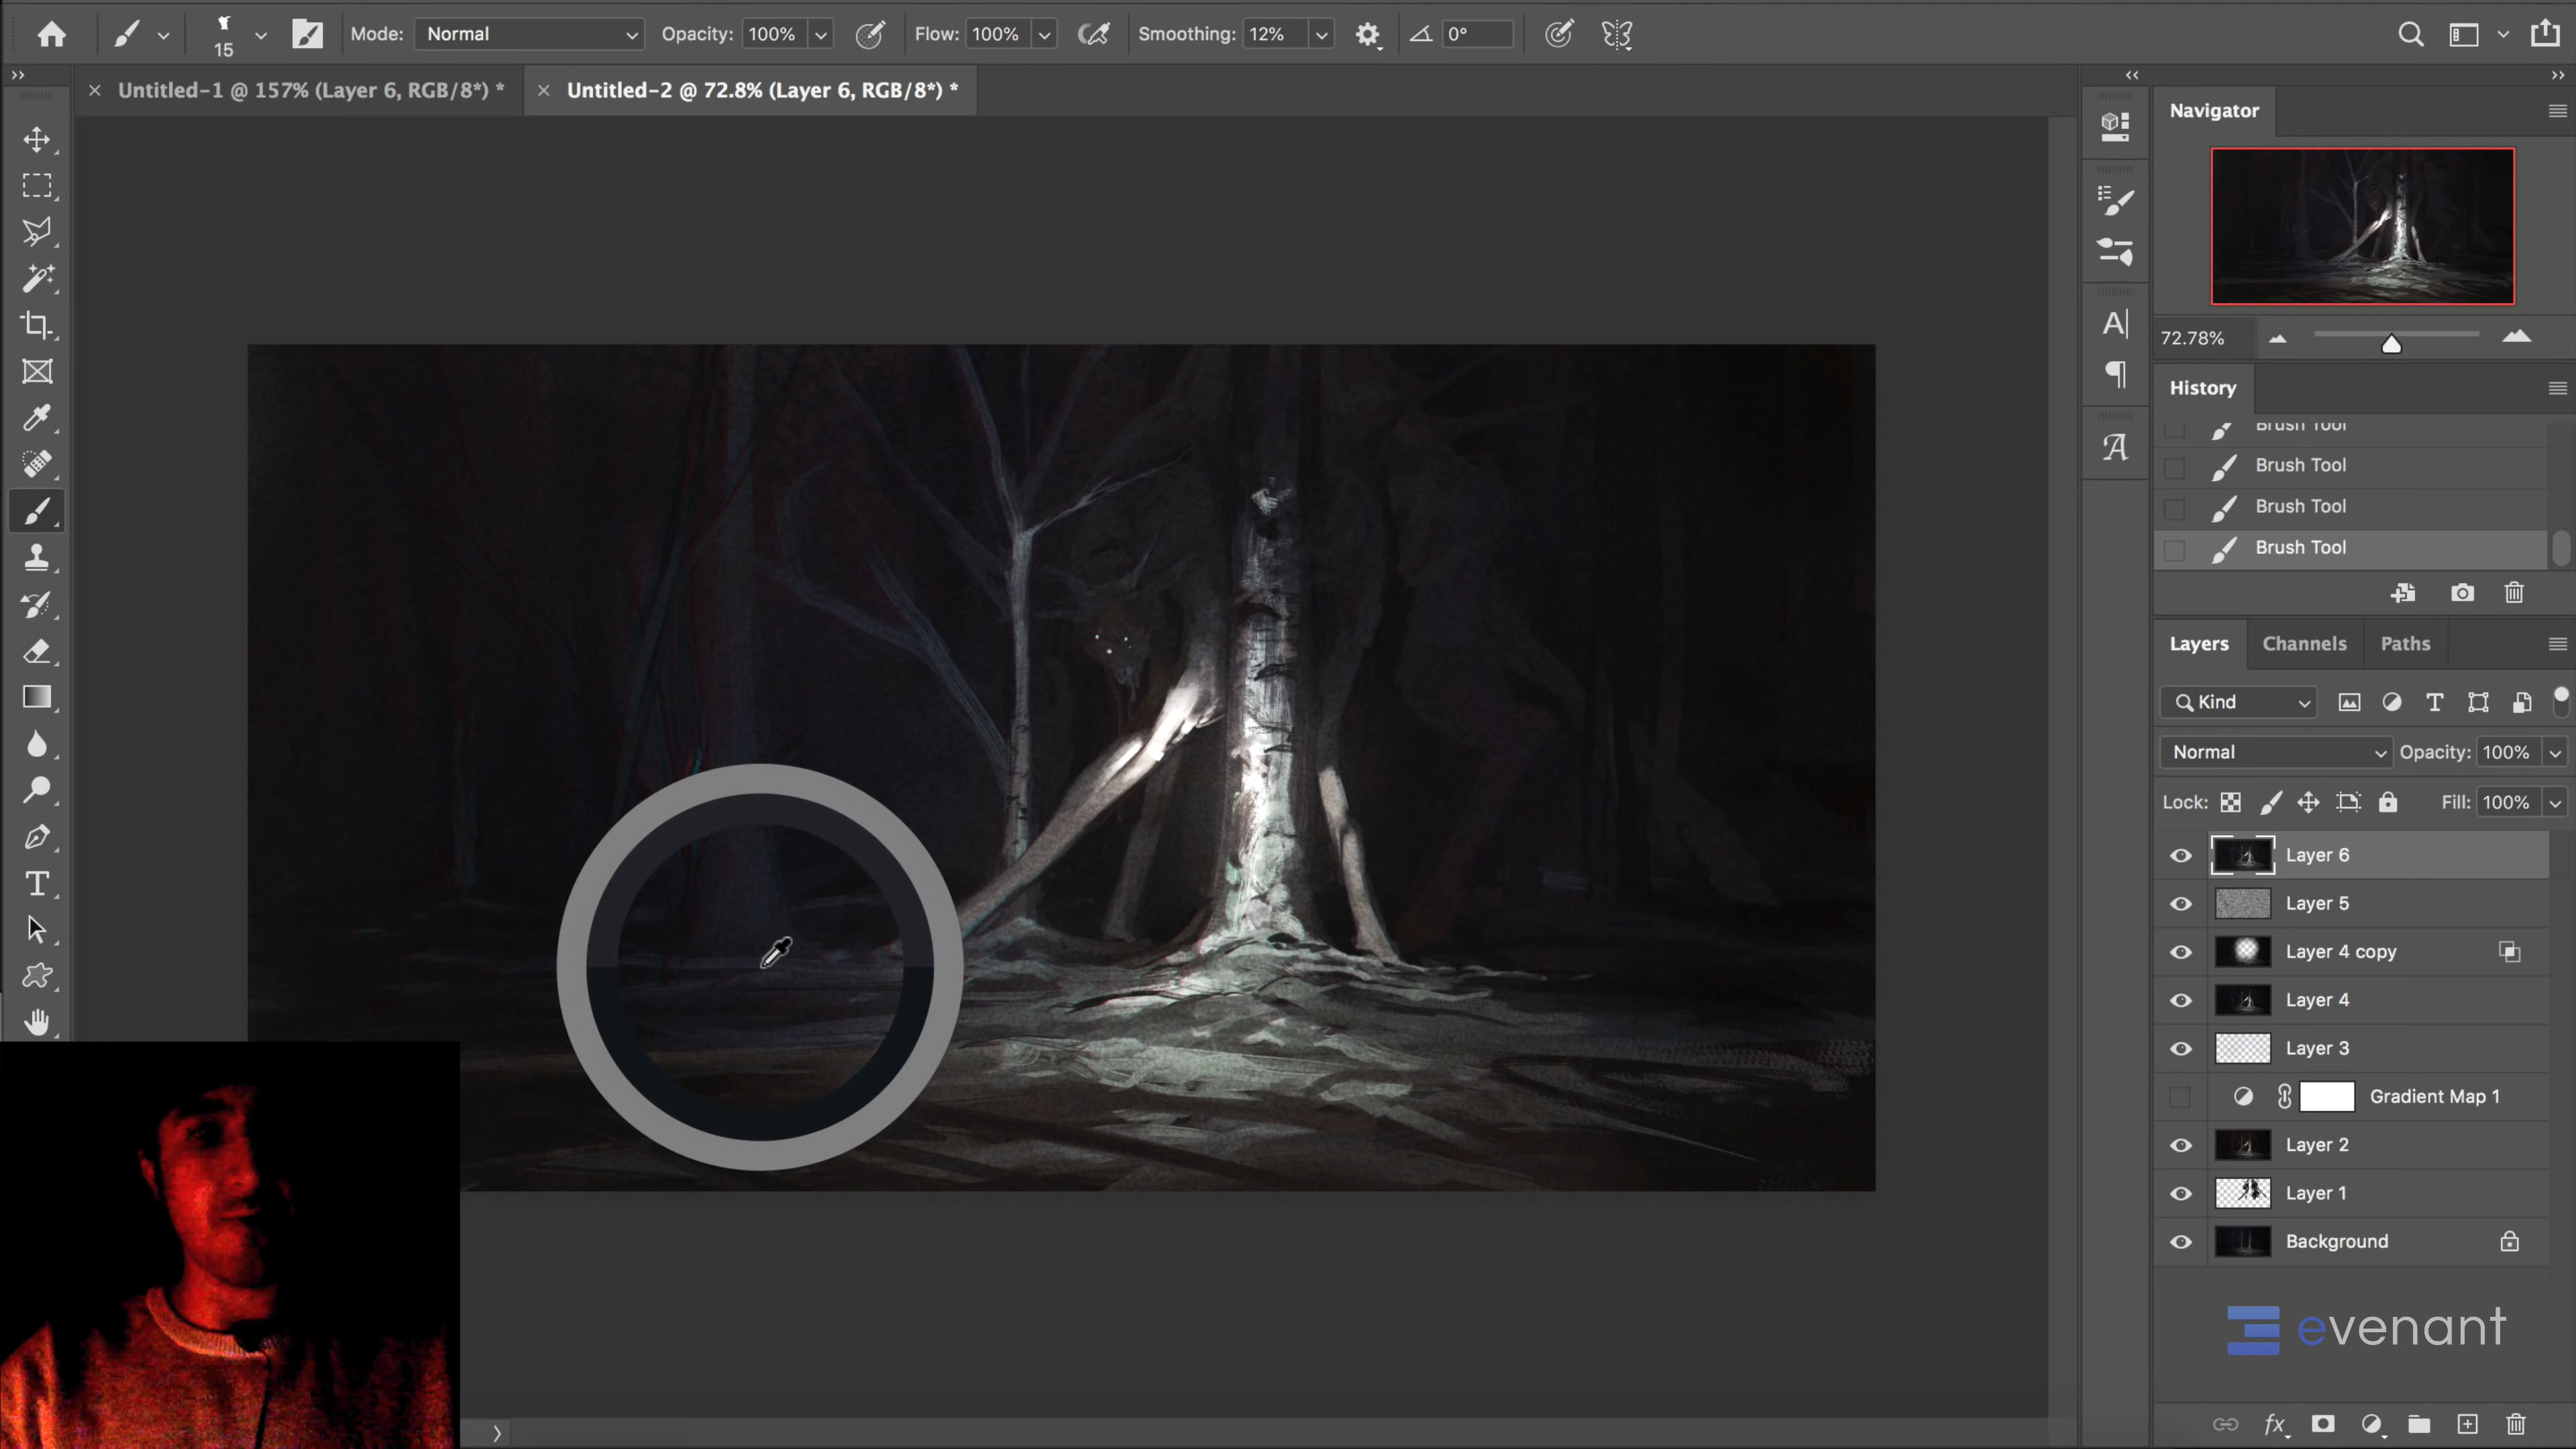 15
Mode: Normal
Opacity: 100%
Flow: 100%
Smoothing: 12%
0°
Untitled-1 @ 157% (Layer 6, RGB/8*) *
Untitled-2 @ 72.8% (Layer 6, RGB/8*) *
Navigator
72.78%
History
Brush Tool
Brush Tool
Brush Tool
Brush Tool
Layers Channels Paths
Kind
Normal Opacity: 100%
Lock: Fill: 100%
Layer 6
Layer 5
Layer 4 copy
Layer 4
Layer 3
Gradient Map 1
Layer 2
Layer 1
Background
evenant
fx